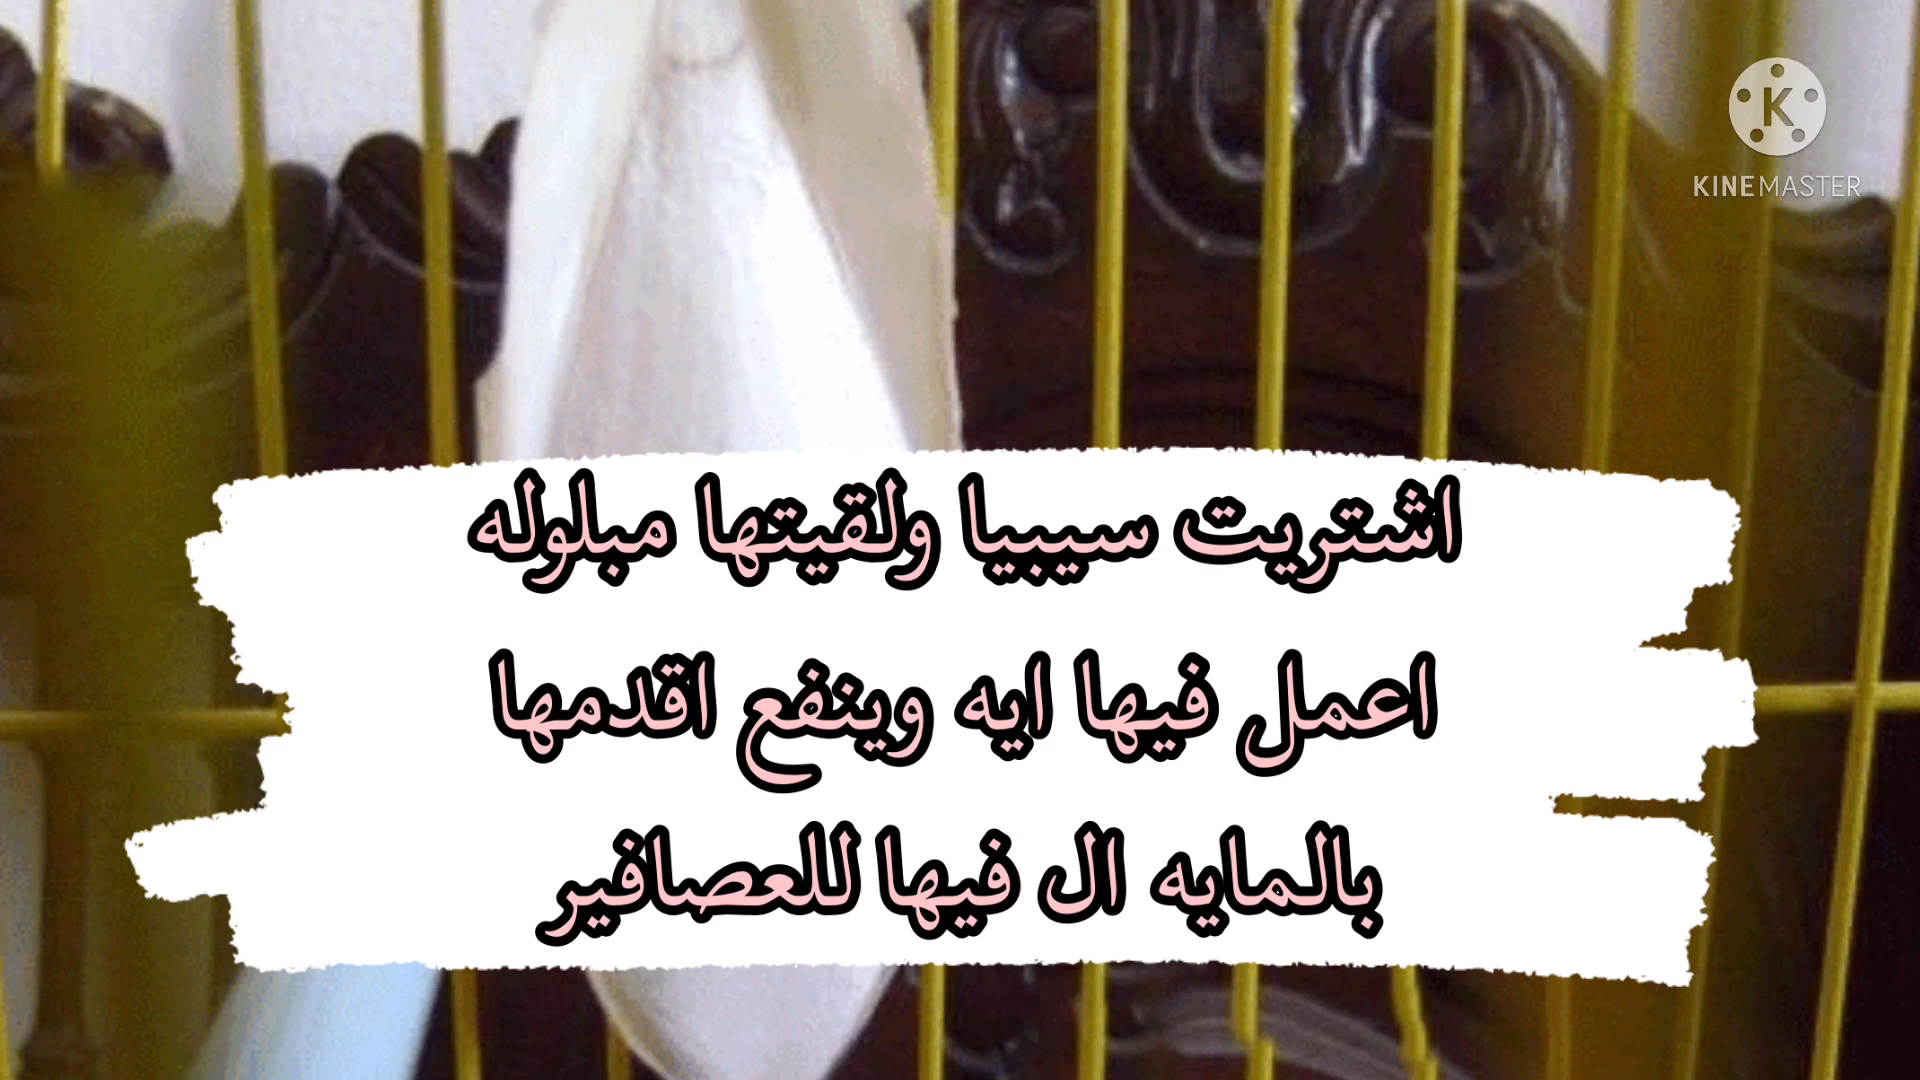 KINEMASTER
اشتريت سيبيا ولقيتها مبلوله
اعمل فيها ايه وينفع اقدمها
بالمايه ال فيها للعصافير